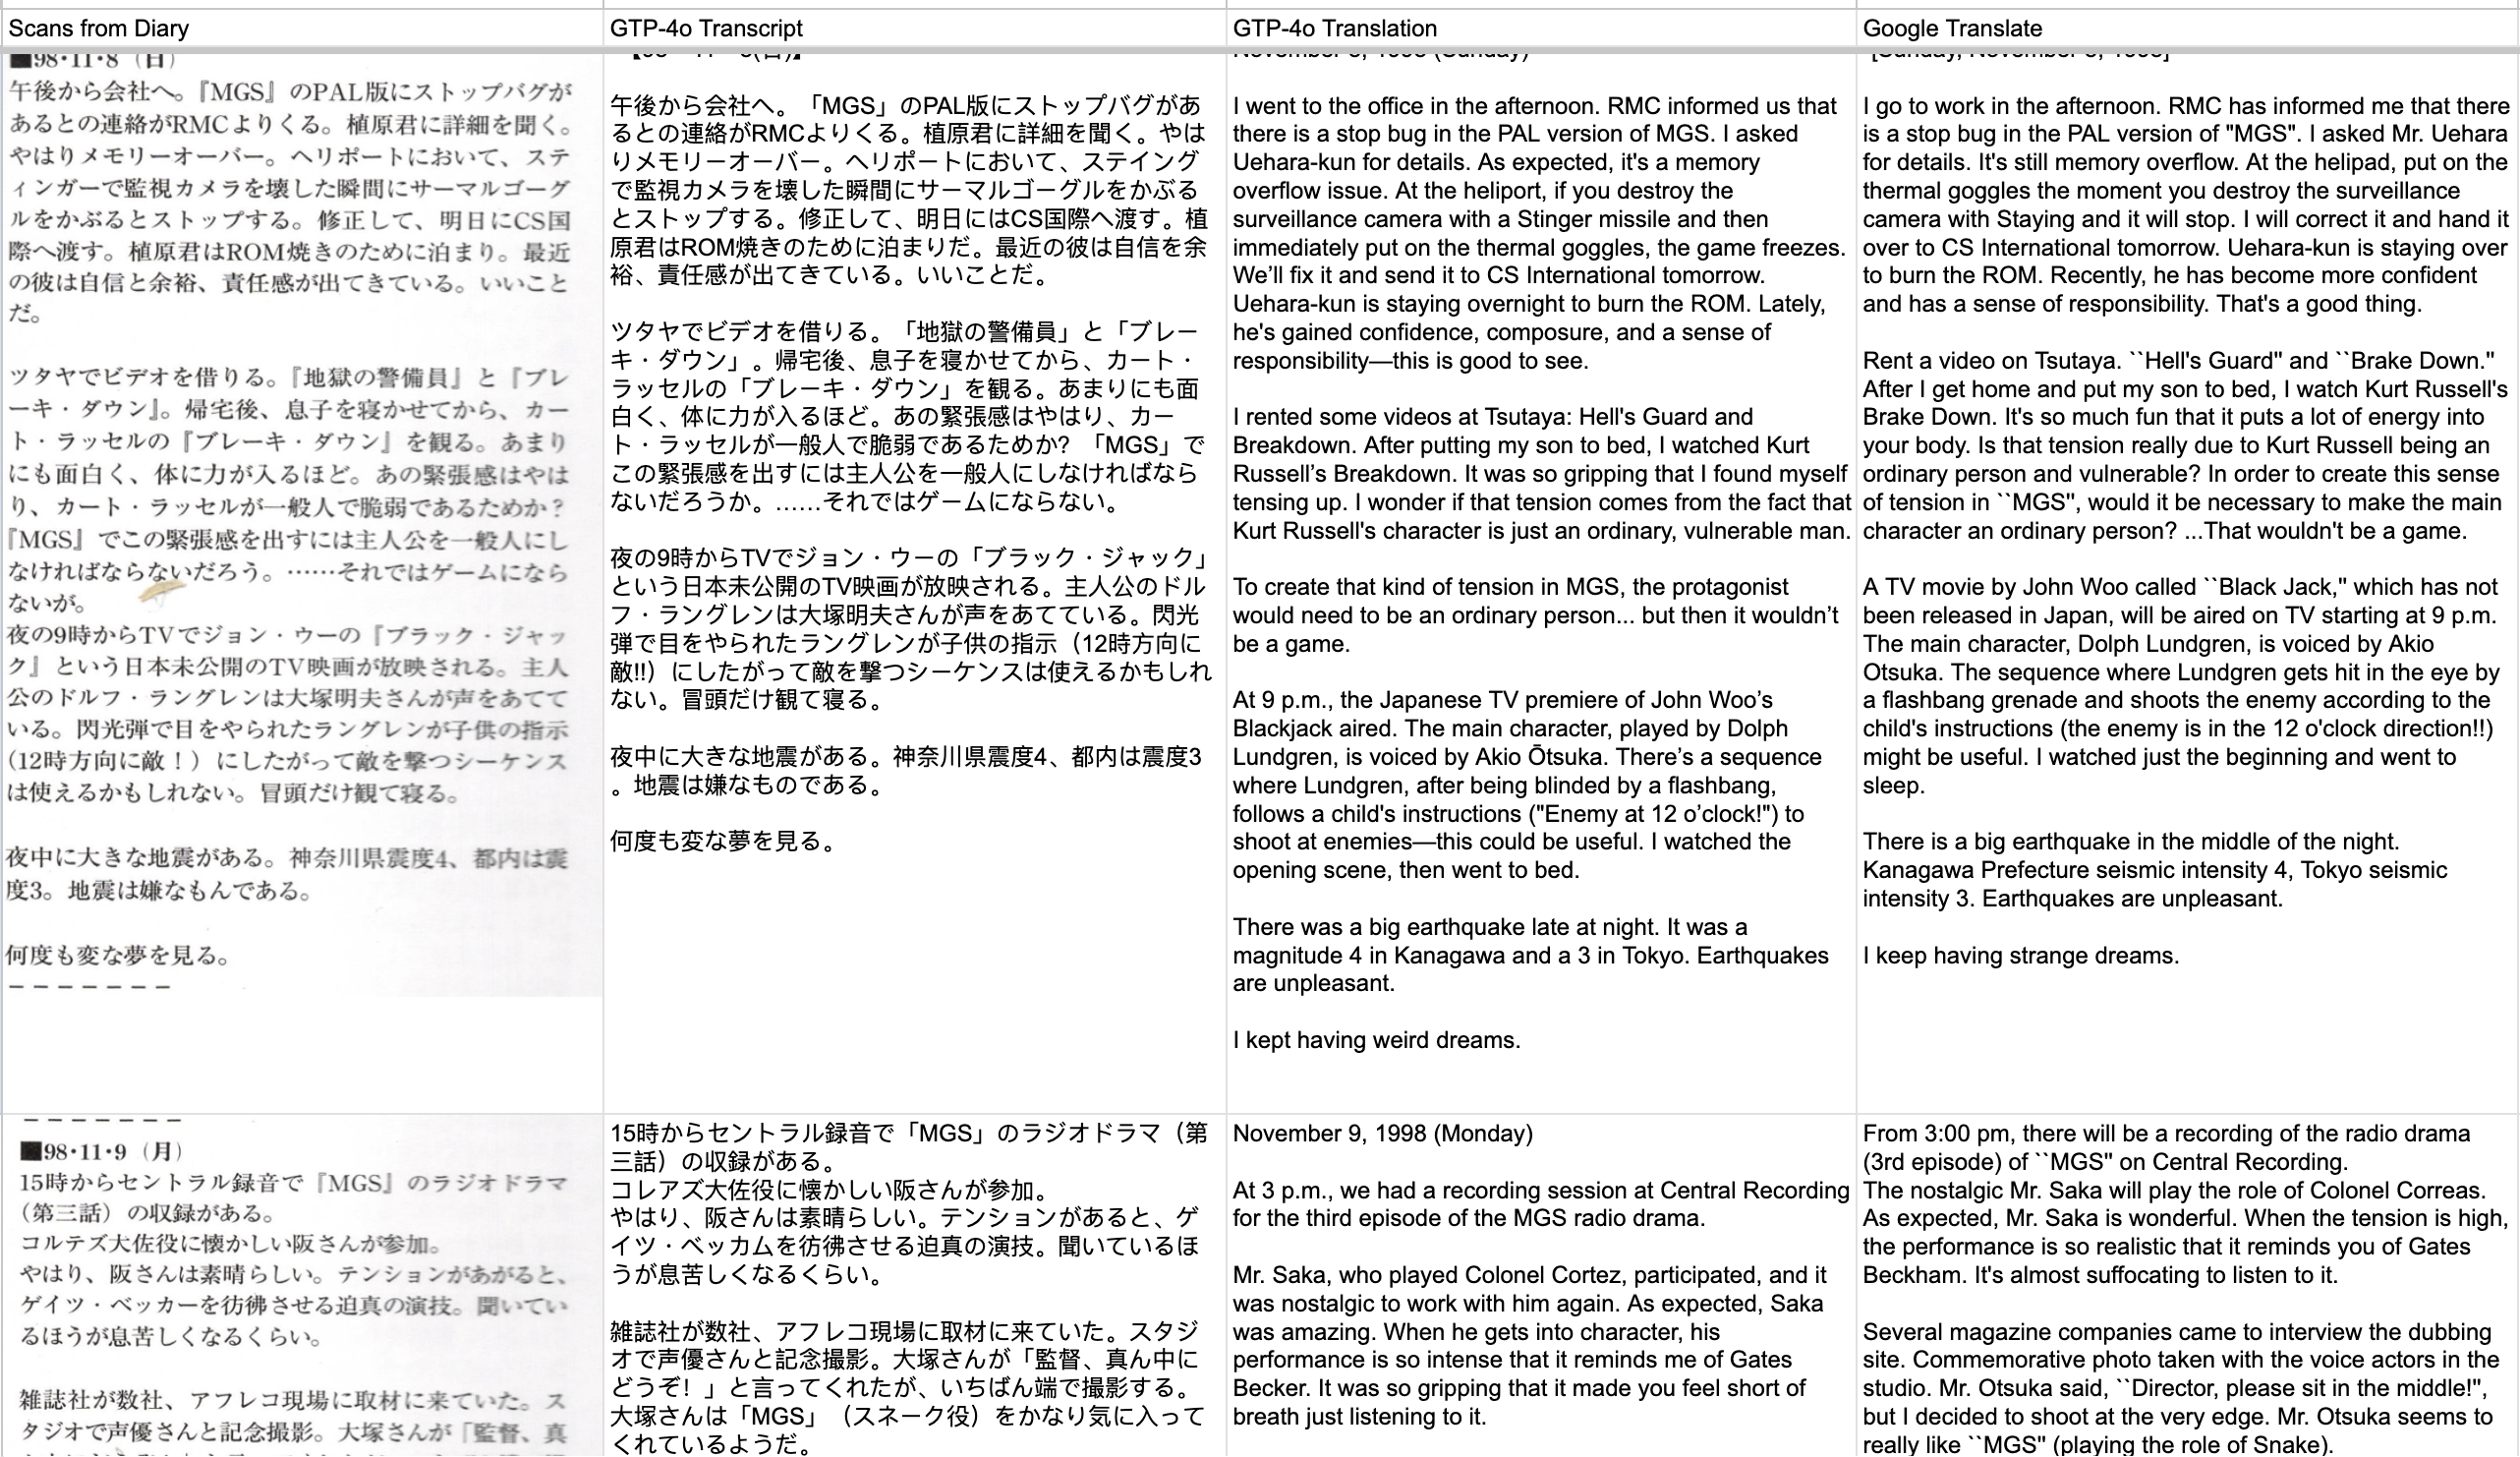 Scans from Diary
GTP-4o Transcript
GTP-4o Translation
Google Translate
■98・11・8（日）
午後から会社へ。『MGS』のPAL版にストップバグが
あるとの連絡がRMCよりくる。植原君に詳細を聞く。
やはりメモリーオーバー。ヘリポートにおいて、ステ
ィンガーで監視カメラを壊した瞬間にサーマルゴーグ
ルをかぶるとストップする。修正して、明日にCS国
際へ渡す。植原君はROM焼きのために泊まり。最近
の彼は自信と余裕、責任感が出てきている。いいこと
だ。
ツタヤでビデオを借りる。『地獄の警備員』と『ブレ
ーキ・ダウン』。帰宅後、息子を寝かせてから、カー
ト・ラッセルの『ブレーキ・ダウン』を観る。あまり
にも面白く、体に力が入るほど。あの緊張感はやは
り、カート・ラッセルが一般人で脆弱であるためか？
『MGS』でこの緊張感を出すには主人公を一般人にし
なければならないだろう。……それではゲームになら
ないが。
夜の9時からTVでジョン・ウーの『ブラック・ジャッ
ク』という日本未公開のTV映画が放映される。主人
公のドルフ・ラングレンは大塚明夫さんが声をあてて
いる。閃光弾で目をやられたラングレンが子供の指示
（12時方向に敵！）にしたがって敵を撃つシーケンス
は使えるかもしれない。冒頭だけ観て寝る。
夜中に大きな地震がある。神奈川県震度4、都内は震
度3。地震は嫌なもんである。
何度も変な夢を見る。
－－－－－－－
【98・11・8(日)】
午後から会社へ。「MGS」のPAL版にストップバグがあ
るとの連絡がRMCよりくる。植原君に詳細を聞く。やは
りメモリーオーバー。ヘリポートにおいて、ステイング
で監視カメラを壊した瞬間にサーマルゴーグルをかぶる
とストップする。修正して、明日にはCS国際へ渡す。植
原君はROM焼きのために泊まりだ。最近の彼は自信を余
裕、責任感が出てきている。いいことだ。
ツタヤでビデオを借りる。「地獄の警備員」と「ブレー
キ・ダウン」。帰宅後、息子を寝かせてから、カート・
ラッセルの「ブレーキ・ダウン」を観る。あまりにも面
白く、体に力が入るほど。あの緊張感はやはり、カー
ト・ラッセルが一般人で脆弱であるためか？「MGS」で
この緊張感を出すには主人公を一般人にしなければなら
ないだろうか。……それではゲームにならない。
夜の9時からTVでジョン・ウーの「ブラック・ジャック」
という日本未公開のTV映画が放映される。主人公のドル
フ・ラングレンは大塚明夫さんが声をあてている。閃光
弾で目をやられたラングレンが子供の指示（12時方向に
敵!!）にしたがって敵を撃つシーケンスは使えるかもしれ
ない。冒頭だけ観て寝る。
夜中に大きな地震がある。神奈川県震度4、都内は震度3
。地震は嫌なものである。
何度も変な夢を見る。
November 8, 1998 (Sunday)
I went to the office in the afternoon. RMC informed us that
there is a stop bug in the PAL version of MGS. I asked
Uehara-kun for details. As expected, it's a memory
overflow issue. At the heliport, if you destroy the
surveillance camera with a Stinger missile and then
immediately put on the thermal goggles, the game freezes.
We’ll fix it and send it to CS International tomorrow.
Uehara-kun is staying overnight to burn the ROM. Lately,
he's gained confidence, composure, and a sense of
responsibility—this is good to see.
I rented some videos at Tsutaya: Hell's Guard and
Breakdown. After putting my son to bed, I watched Kurt
Russell’s Breakdown. It was so gripping that I found myself
tensing up. I wonder if that tension comes from the fact that
Kurt Russell's character is just an ordinary, vulnerable man.
To create that kind of tension in MGS, the protagonist
would need to be an ordinary person... but then it wouldn’t
be a game.
At 9 p.m., the Japanese TV premiere of John Woo’s
Blackjack aired. The main character, played by Dolph
Lundgren, is voiced by Akio Ōtsuka. There’s a sequence
where Lundgren, after being blinded by a flashbang,
follows a child's instructions ("Enemy at 12 o’clock!") to
shoot at enemies—this could be useful. I watched the
opening scene, then went to bed.
There was a big earthquake late at night. It was a
magnitude 4 in Kanagawa and a 3 in Tokyo. Earthquakes
are unpleasant.
I kept having weird dreams.
[Sunday, November 8, 1998]
I go to work in the afternoon. RMC has informed me that there
is a stop bug in the PAL version of "MGS". I asked Mr. Uehara
for details. It's still memory overflow. At the helipad, put on the
thermal goggles the moment you destroy the surveillance
camera with Staying and it will stop. I will correct it and hand it
over to CS International tomorrow. Uehara-kun is staying over
to burn the ROM. Recently, he has become more confident
and has a sense of responsibility. That's a good thing.
Rent a video on Tsutaya. ``Hell's Guard'' and ``Brake Down.''
After I get home and put my son to bed, I watch Kurt Russell's
Brake Down. It's so much fun that it puts a lot of energy into
your body. Is that tension really due to Kurt Russell being an
ordinary person and vulnerable? In order to create this sense
of tension in ``MGS'', would it be necessary to make the main
character an ordinary person? ...That wouldn't be a game.
A TV movie by John Woo called ``Black Jack,'' which has not
been released in Japan, will be aired on TV starting at 9 p.m.
The main character, Dolph Lundgren, is voiced by Akio
Otsuka. The sequence where Lundgren gets hit in the eye by
a flashbang grenade and shoots the enemy according to the
child's instructions (the enemy is in the 12 o'clock direction!!)
might be useful. I watched just the beginning and went to
sleep.
There is a big earthquake in the middle of the night.
Kanagawa Prefecture seismic intensity 4, Tokyo seismic
intensity 3. Earthquakes are unpleasant.
I keep having strange dreams.
－－－－－－－
■98・11・9（月）
15時からセントラル録音で『MGS』のラジオドラマ
（第三話）の収録がある。
コルテズ大佐役に懐かしい阪さんが参加。
やはり、阪さんは素晴らしい。テンションがあがると、
ゲイツ・ベッカーを彷彿させる迫真の演技。聞いてい
るほうが息苦しくなるくらい。
雑誌社が数社、アフレコ現場に取材に来ていた。ス
タジオで声優さんと記念撮影。大塚さんが「監督、真
15時からセントラル録音で「MGS」のラジオドラマ（第
三話）の収録がある。
コレアズ大佐役に懐かしい阪さんが参加。
やはり、阪さんは素晴らしい。テンションがあると、ゲ
イツ・ベッカムを彷彿させる迫真の演技。聞いているほ
うが息苦しくなるくらい。
雑誌社が数社、アフレコ現場に取材に来ていた。スタジ
オで声優さんと記念撮影。大塚さんが「監督、真ん中に
どうぞ！」と言ってくれたが、いちばん端で撮影する。
大塚さんは「MGS」（スネーク役）をかなり気に入って
くれているようだ。
November 9, 1998 (Monday)
At 3 p.m., we had a recording session at Central Recording
for the third episode of the MGS radio drama.
Mr. Saka, who played Colonel Cortez, participated, and it
was nostalgic to work with him again. As expected, Saka
was amazing. When he gets into character, his
performance is so intense that it reminds me of Gates
Becker. It was so gripping that it made you feel short of
breath just listening to it.
From 3:00 pm, there will be a recording of the radio drama
(3rd episode) of ``MGS'' on Central Recording.
The nostalgic Mr. Saka will play the role of Colonel Correas.
As expected, Mr. Saka is wonderful. When the tension is high,
the performance is so realistic that it reminds you of Gates
Beckham. It's almost suffocating to listen to it.
Several magazine companies came to interview the dubbing
site. Commemorative photo taken with the voice actors in the
studio. Mr. Otsuka said, ``Director, please sit in the middle!'',
but I decided to shoot at the very edge. Mr. Otsuka seems to
really like ``MGS'' (playing the role of Snake).